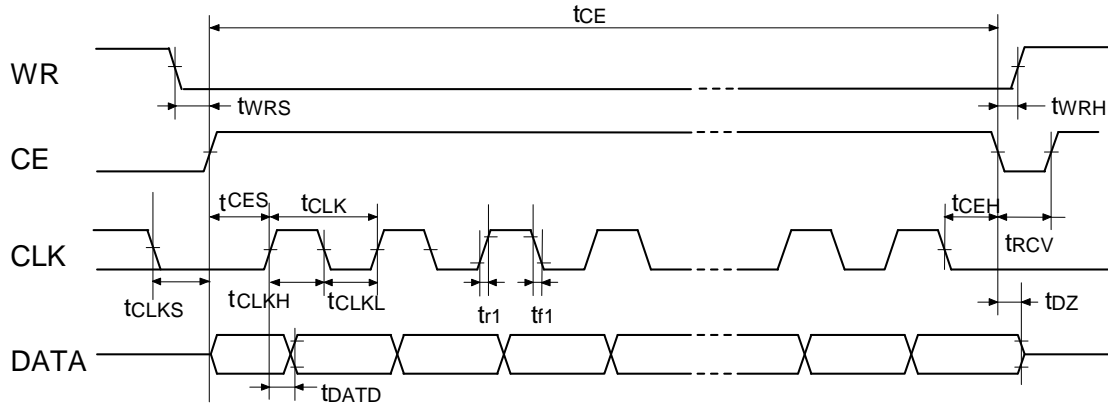 tCE
WR
tWRS
tWRH
CE
tCES
tCLK
tCEH
CLK
tRCV
tCLKS
tCLKH
tCLKL
tr1
tf1
tDZ
DATA
tDATD